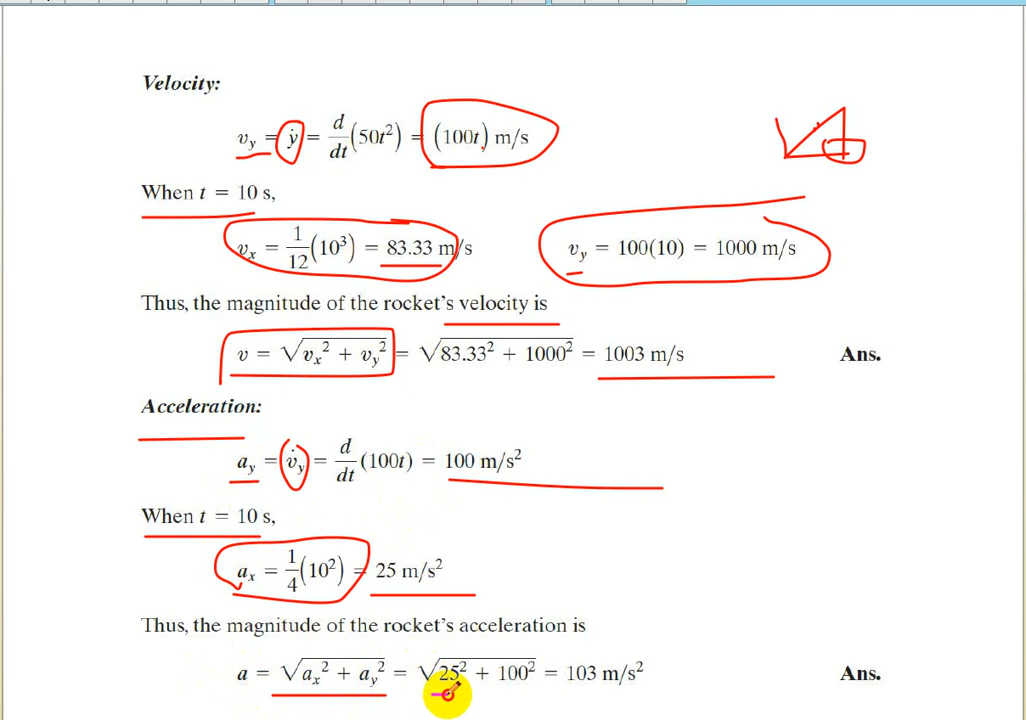 Velocity:
v_y = ẏ = d/dt (50t²) = (100t) m/s
When t = 10 s,
v_x = 1/12 (10³) = 83.33 m/s v_y = 100(10) = 1000 m/s
Thus, the magnitude of the rocket's velocity is
v = √(v_x² + v_y²) = √(83.33² + 1000²) = 1003 m/s Ans.
Acceleration:
a_y = v̇_y = d/dt (100t) = 100 m/s²
When t = 10 s,
a_x = 1/4 (10²) = 25 m/s²
Thus, the magnitude of the rocket's acceleration is
a = √(a_x² + a_y²) = √(25² + 100²) = 103 m/s² Ans.